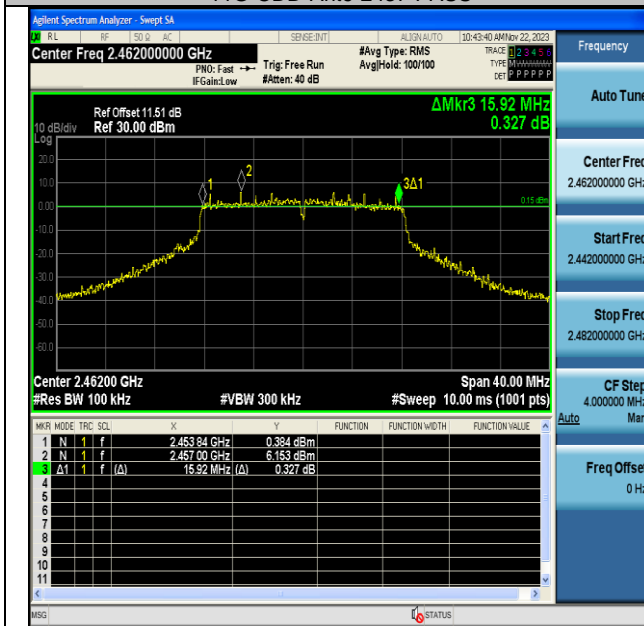 Agilent Spectrum Analyzer - Swept SA
RL RF 50 Ω AC SENSE:INT ALIGN AUTO 10:43:40 AM Nov 22, 2023
Center Freq 2.462000000 GHz
PNO: Fast
IFGain:Low
Trig: Free Run
#Atten: 40 dB
#Avg Type: RMS
Avg|Hold: 100/100
TRACE 1 2 3 4 5 6
TYPE M
DET P P P P P
Ref Offset 11.51 dB
Ref 30.00 dBm
10 dB/div
Log
ΔMkr3 15.92 MHz
0.327 dB
20.0
10.0
0.00
-10.0
-20.0
-30.0
-40.0
-50.0
-60.0
1
2
3Δ1
0.15 dBm
Center 2.46200 GHz
#Res BW 100 kHz
#VBW 300 kHz
Span 40.00 MHz
#Sweep 10.00 ms (1001 pts)
MKR MODE TRC SCL X Y FUNCTION FUNCTION WIDTH FUNCTION VALUE
1 N 1 f 2.453 84 GHz 0.384 dBm
2 N 1 f 2.457 00 GHz 6.153 dBm
3 Δ1 1 f (Δ) 15.92 MHz (Δ) 0.327 dB
4
5
6
7
8
9
10
11
MSG
STATUS
Frequency
Auto Tune
Center Freq
2.462000000 GHz
Start Freq
2.442000000 GHz
Stop Freq
2.482000000 GHz
CF Step
4.000000 MHz
Auto Man
Freq Offset
0 Hz